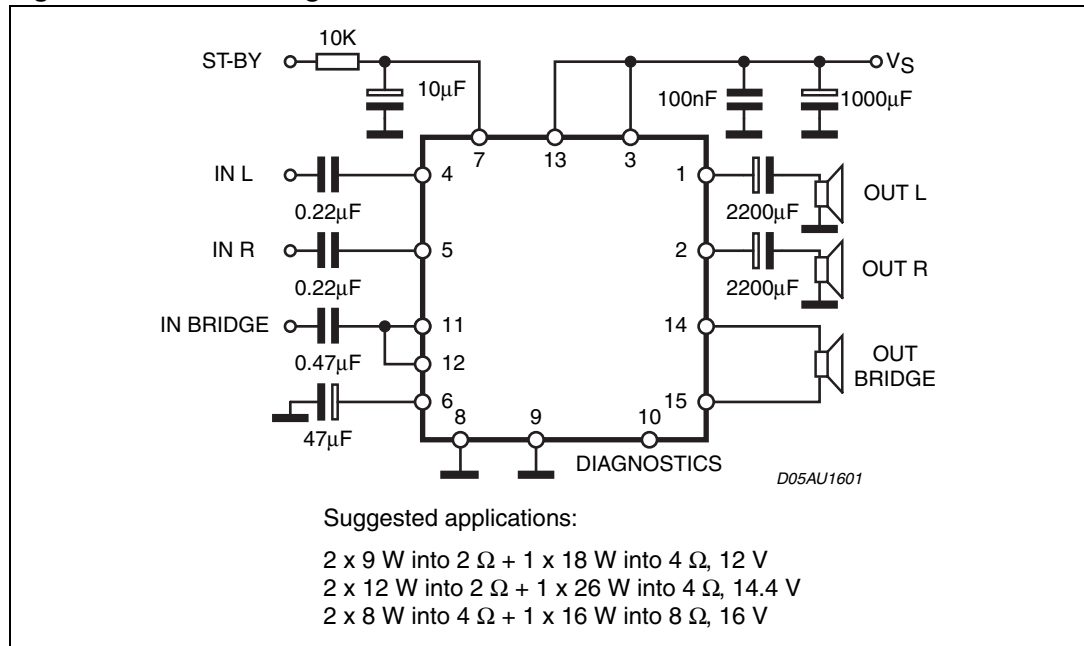 10K
ST-BY
10µF
100nF
1000µF
VS
7
13
3
IN L
0.22µF
4
1
2200µF
OUT L
IN R
0.22µF
5
2
2200µF
OUT R
IN BRIDGE
0.47µF
11
12
14
OUT
BRIDGE
15
47µF
6
8
9
10
DIAGNOSTICS
D05AU1601
Suggested applications:
2 x 9 W into 2 Ω + 1 x 18 W into 4 Ω, 12 V
2 x 12 W into 2 Ω + 1 x 26 W into 4 Ω, 14.4 V
2 x 8 W into 4 Ω + 1 x 16 W into 8 Ω, 16 V